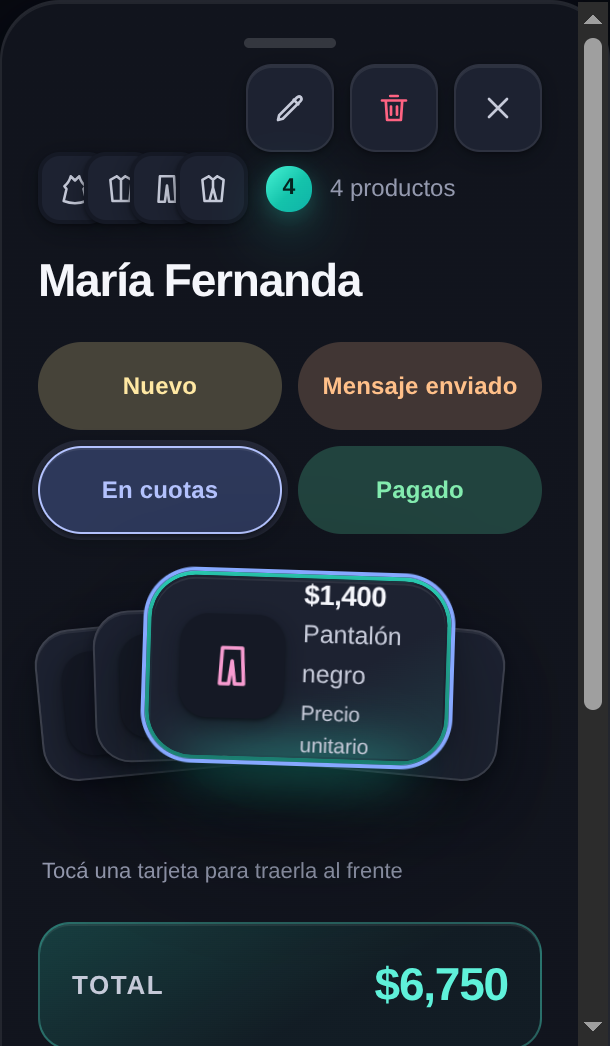 4
4 productos
María Fernanda
Nuevo
Mensaje enviado
En cuotas
Pagado
$1,400
Pantalón
negro
Precio
unitario
Tocá una tarjeta para traerla al frente
TOTAL
$6,750